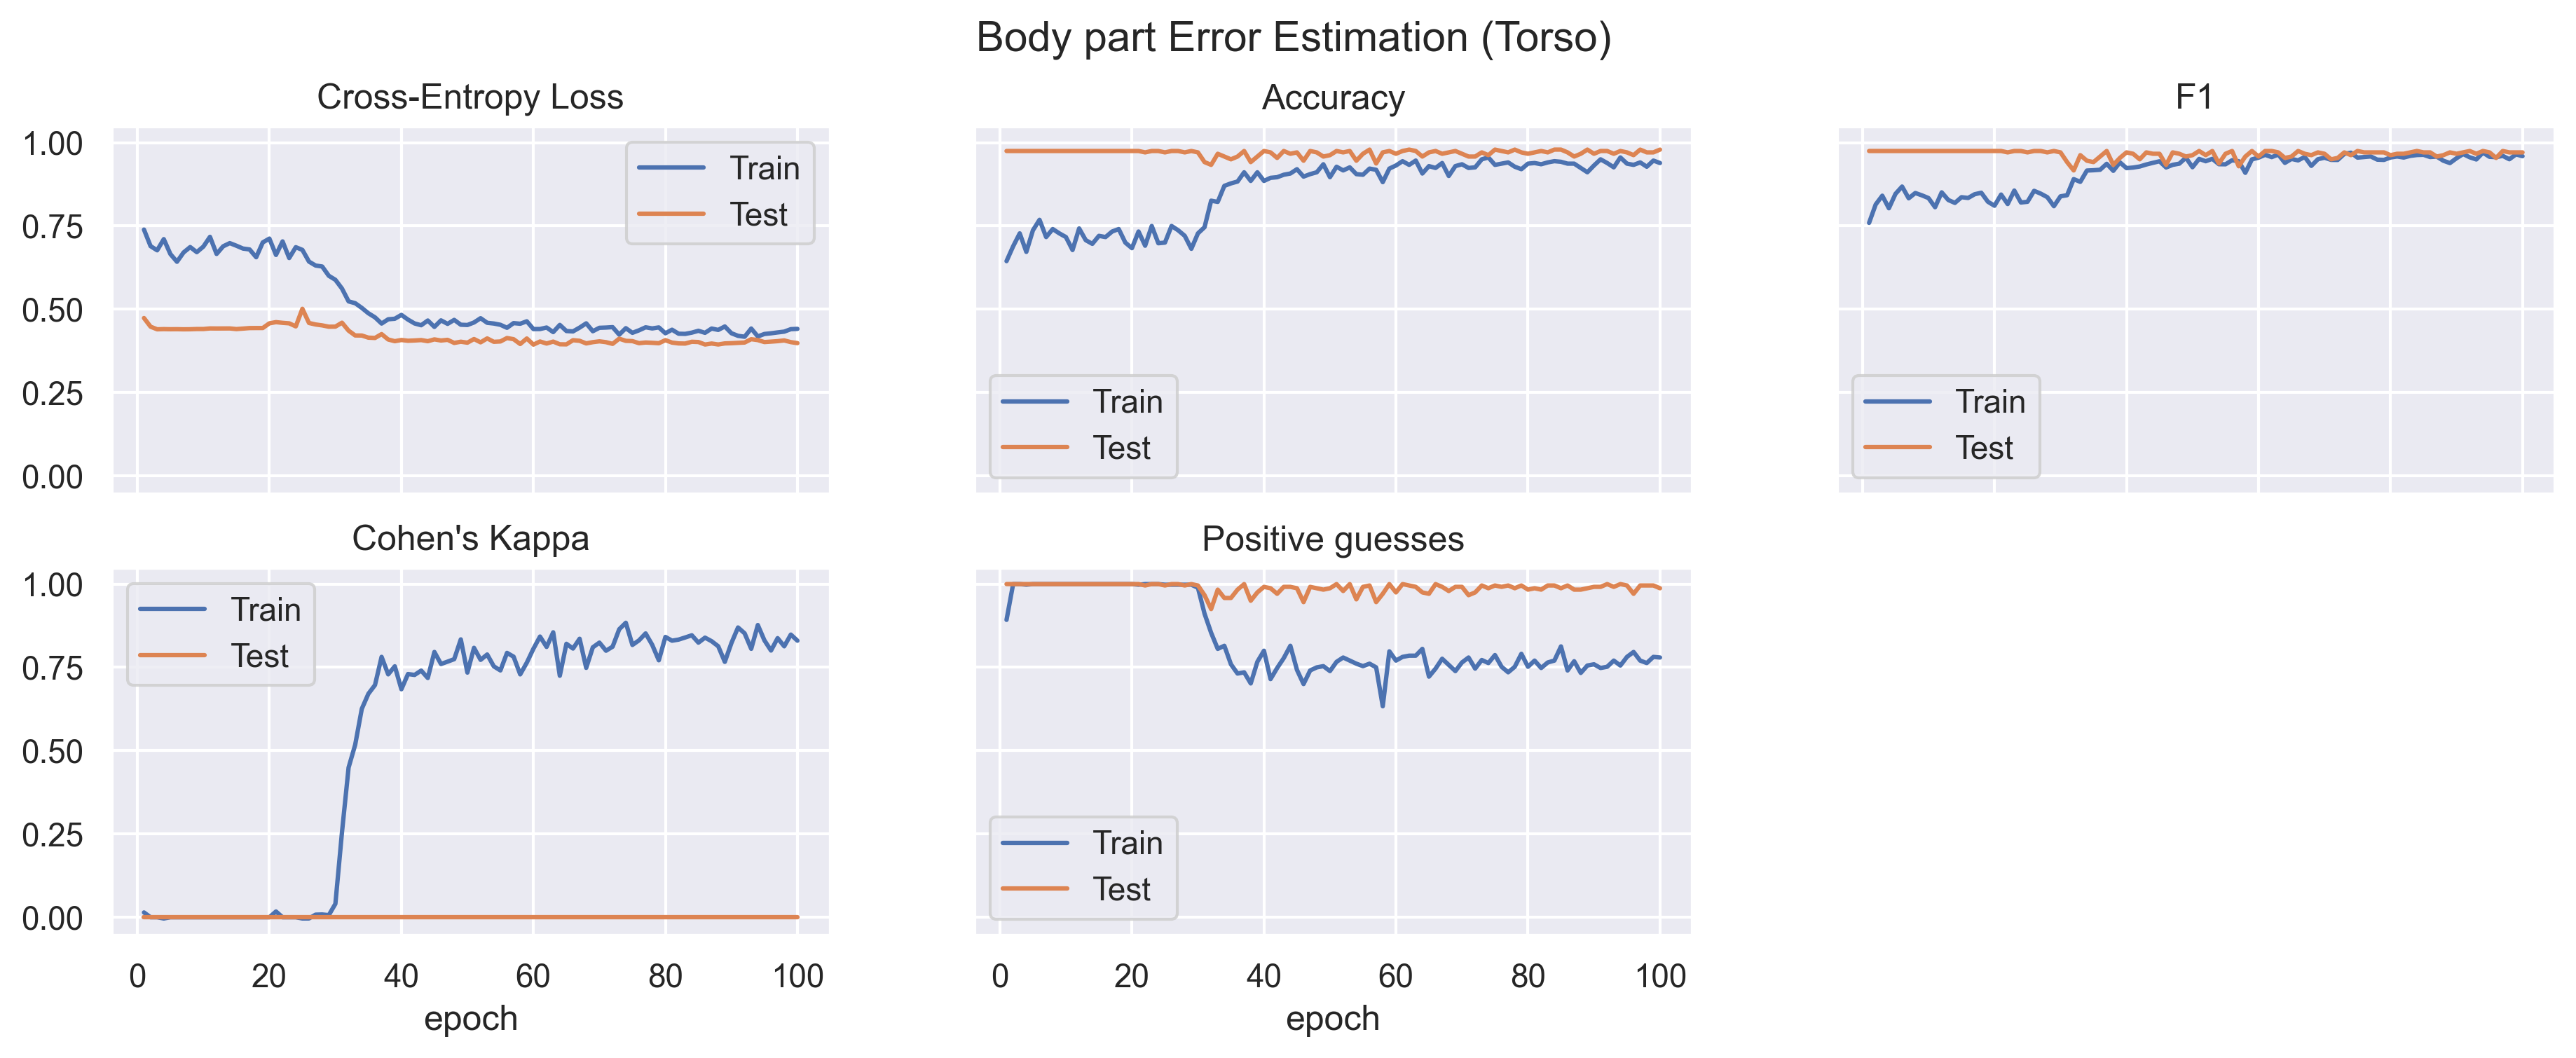 Body part Error Estimation (Torso)
Cross-Entropy Loss
1.00
0.75
0.50
0.25
0.00
Train
Test
Accuracy
Train
Test
F1
Train
Test
Cohen's Kappa
1.00
0.75
0.50
0.25
0.00
Train
Test
0 20 40 60 80 100
epoch
Positive guesses
Train
Test
0 20 40 60 80 100
epoch